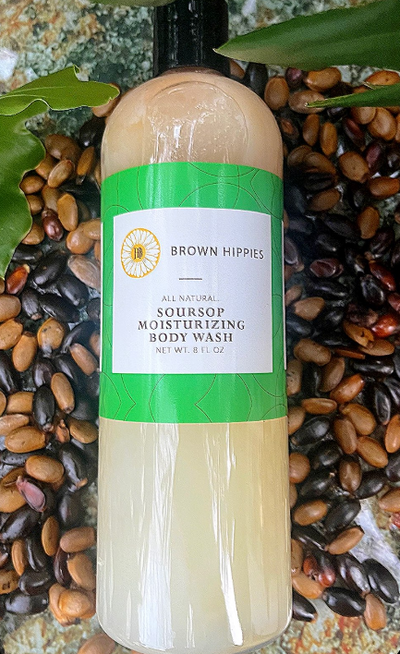 BROWN HIPPIES
ALL NATURAL.
SOURSOP
MOISTURIZING
BODY WASH
NET WT. 8 FL OZ